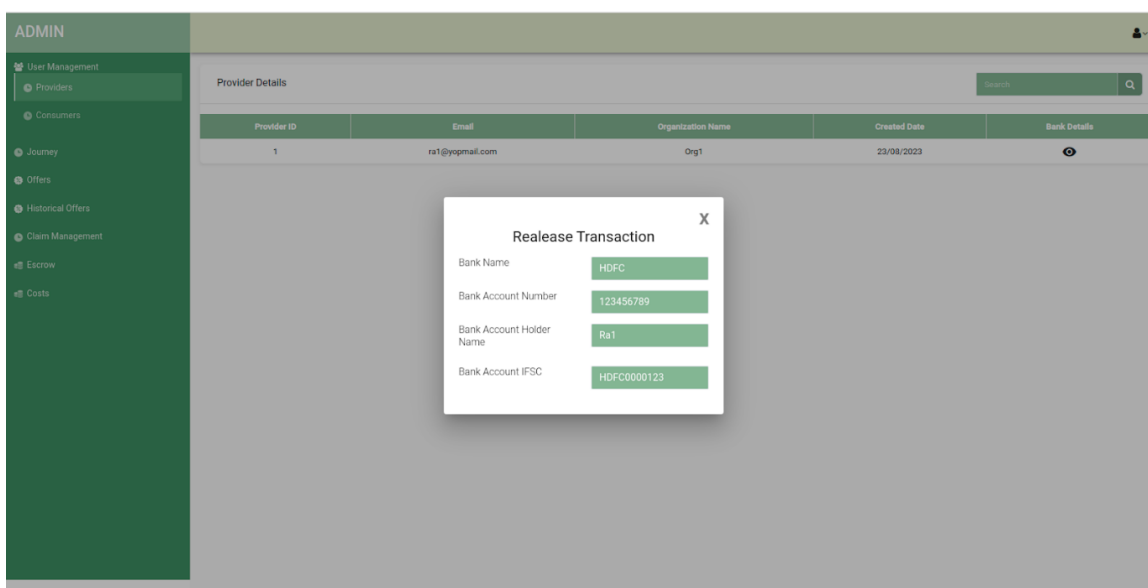 ADMIN
User Management
Providers
Consumers
Journey
Offers
Historical Offers
Claim Management
Escrow
Costs
Provider Details
Search
Provider ID Email Organization Name Created Date Bank Details
1 ra1@yopmail.com Org1 23/08/2023
X
Realease Transaction
Bank Name HDFC
Bank Account Number 123456789
Bank Account Holder
Name Ra1
Bank Account IFSC HDFC0000123